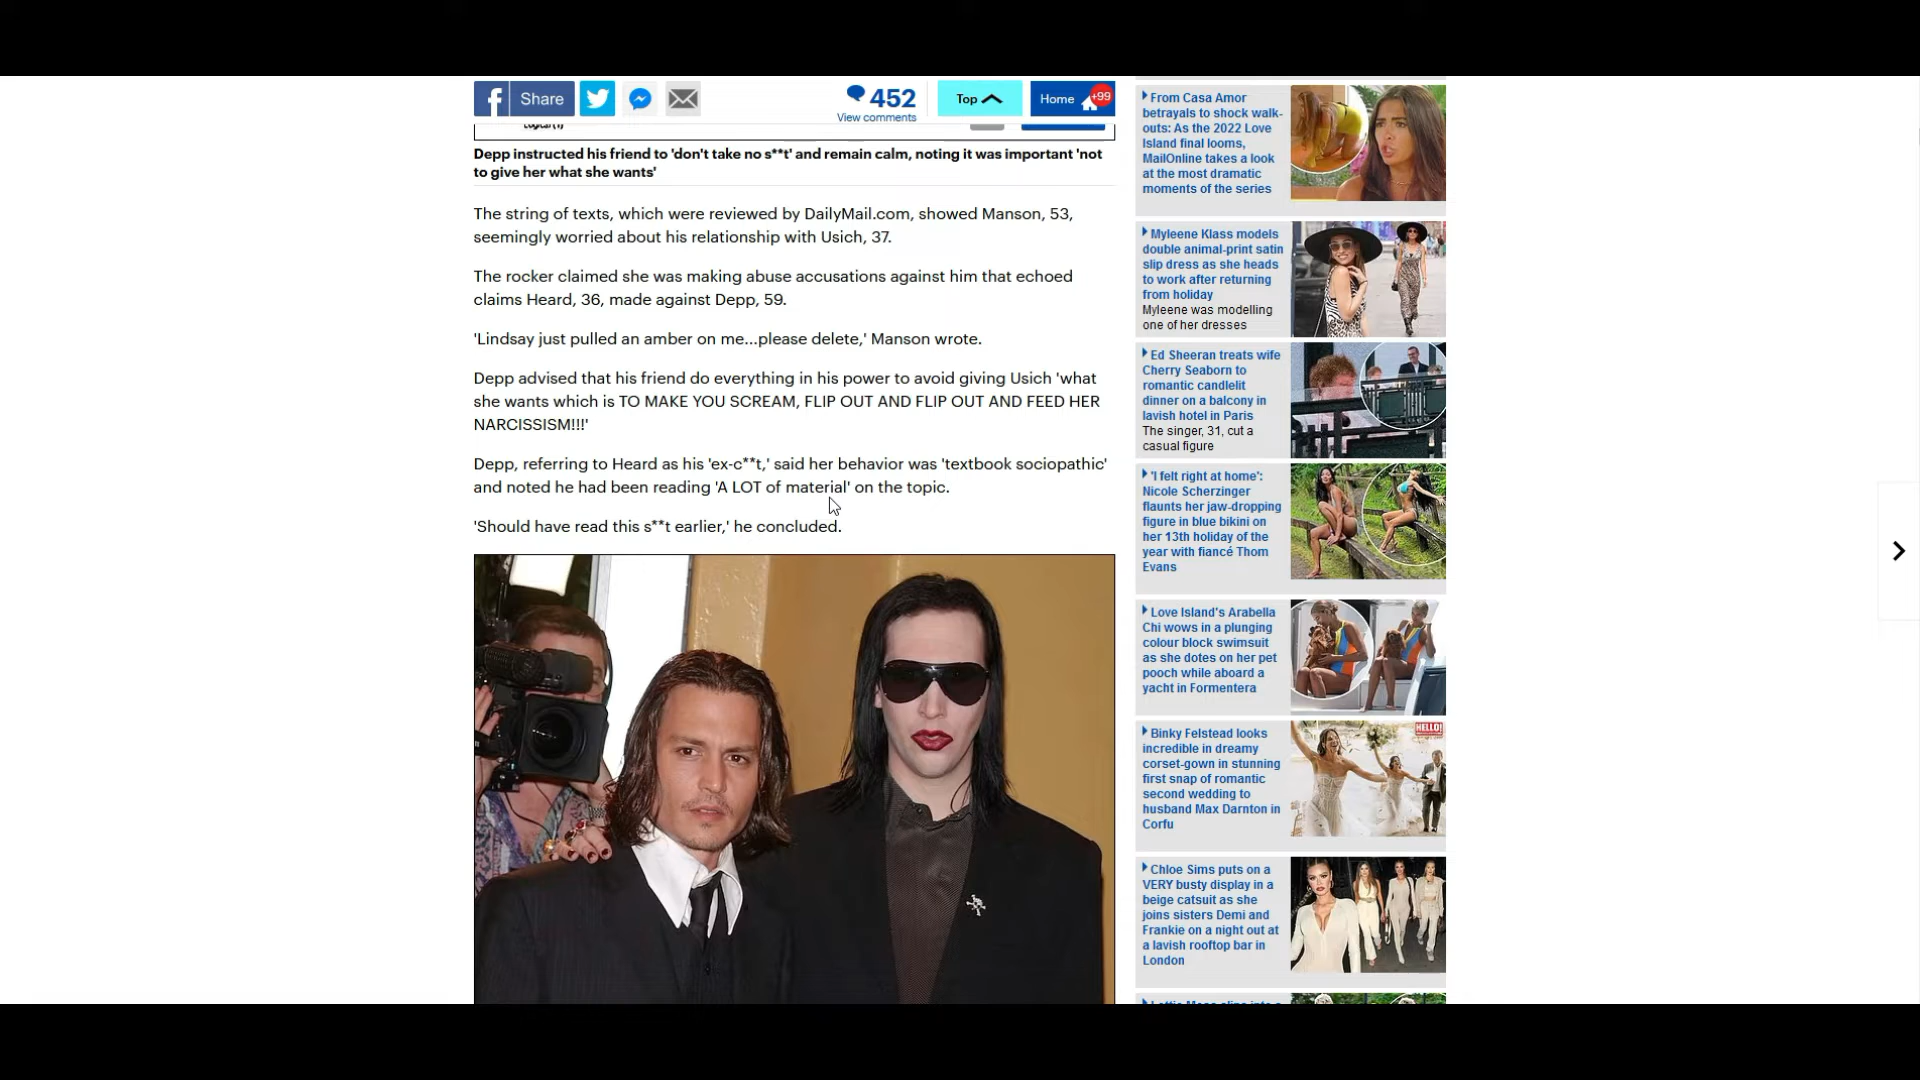 Share
452
View comments
Top
Home
+99
Depp instructed his friend to 'don't take no s**t' and remain calm, noting it was important 'not
to give her what she wants'
The string of texts, which were reviewed by DailyMail.com, showed Manson, 53,
seemingly worried about his relationship with Usich, 37.
The rocker claimed she was making abuse accusations against him that echoed
claims Heard, 36, made against Depp, 59.
'Lindsay just pulled an amber on me...please delete,' Manson wrote.
Depp advised that his friend do everything in his power to avoid giving Usich 'what
she wants which is TO MAKE YOU SCREAM, FLIP OUT AND FLIP OUT AND FEED HER
NARCISSISM!!!'
Depp, referring to Heard as his 'ex-c**t,' said her behavior was 'textbook sociopathic'
and noted he had been reading 'A LOT of material' on the topic.
'Should have read this s**t earlier,' he concluded.
From Casa Amor
betrayals to shock walk-
outs: As the 2022 Love
Island final looms,
MailOnline takes a look
at the most dramatic
moments of the series
Myleene Klass models
double animal-print satin
slip dress as she heads
to work after returning
from holiday
Myleene was modelling
one of her dresses
Ed Sheeran treats wife
Cherry Seaborn to
romantic candlelit
dinner on a balcony in
lavish hotel in Paris
The singer, 31, cut a
casual figure
'I felt right at home':
Nicole Scherzinger
flaunts her jaw-dropping
figure in blue bikini on
her 13th holiday of the
year with fiancé Thom
Evans
Love Island's Arabella
Chi wows in a plunging
colour block swimsuit
as she dotes on her pet
pooch while aboard a
yacht in Formentera
Binky Felstead looks
incredible in dreamy
corset-gown in stunning
first snap of romantic
second wedding to
husband Max Darnton in
Corfu
HELLO!
Chloe Sims puts on a
VERY busty display in a
beige catsuit as she
joins sisters Demi and
Frankie on a night out at
a lavish rooftop bar in
London